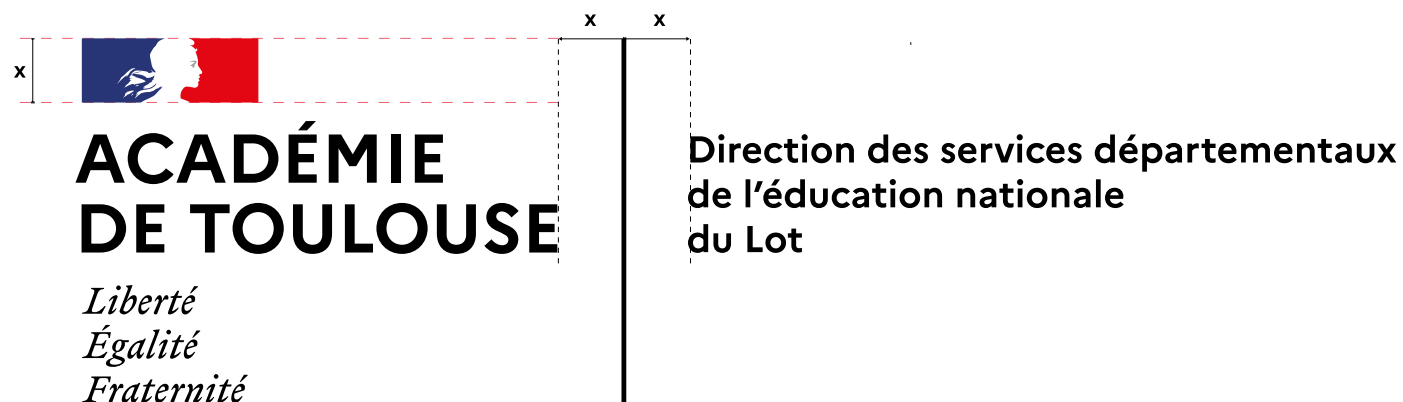 x x
x
ACADÉMIE
DE TOULOUSE
Liberté
Égalité
Fraternité
Direction des services départementaux
de l’éducation nationale
du Lot